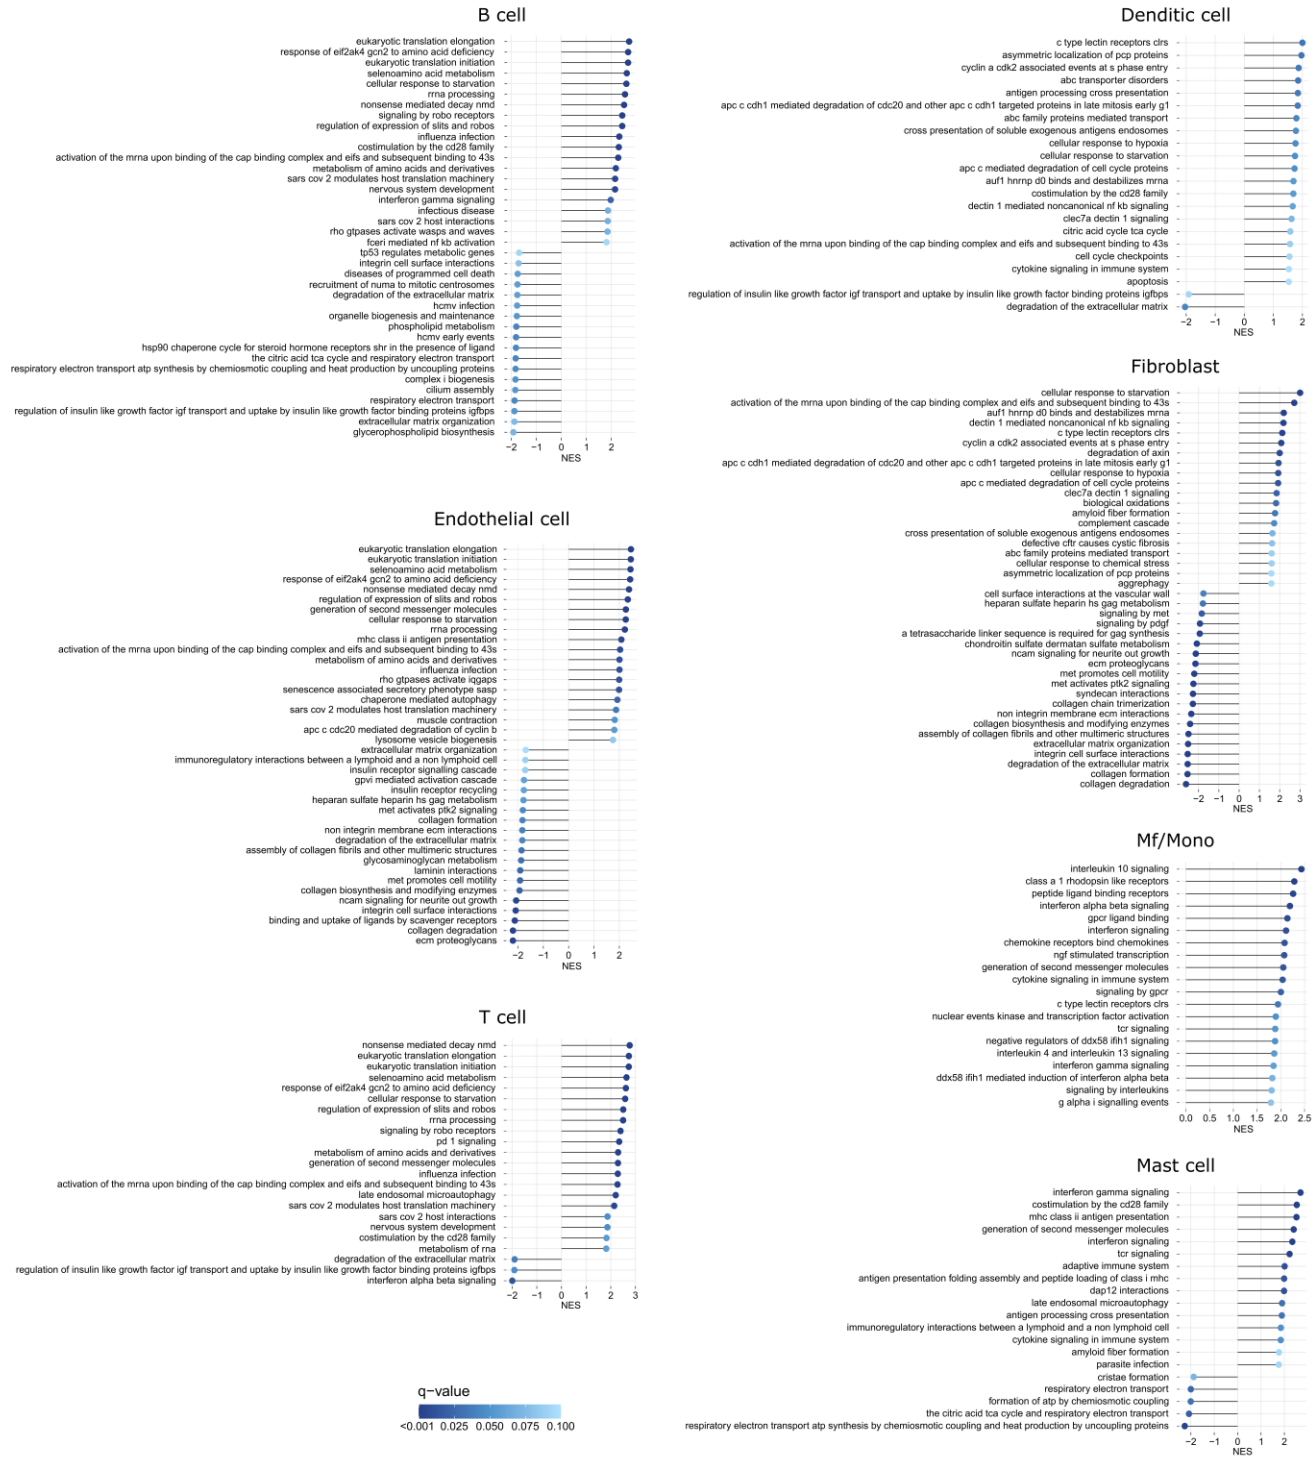 B cell
eukaryotic translation elongation
response of eif2ak4 gcn2 to amino acid deficiency
eukaryotic translation initiation
selenoamino acid metabolism
cellular response to starvation
rrna processing
nonsense mediated decay nmd
signaling by robo receptors
regulation of expression of slits and robos
influenza infection
costimulation by the cd28 family
activation of the mrna upon binding of the cap binding complex and eifs and subsequent binding to 43s
metabolism of amino acids and derivatives
sars cov 2 modulates host translation machinery
nervous system development
interferon gamma signaling
infectious disease
sars cov 2 host interactions
rho gtpases activate wasps and waves
fceri mediated nf kb activation
tp53 regulates metabolic genes
integrin cell surface interactions
diseases of programmed cell death
recruitment of numa to mitotic centrosomes
degradation of the extracellular matrix
hcmv infection
organelle biogenesis and maintenance
phospholipid metabolism
hcmv early events
hsp90 chaperone cycle for steroid hormone receptors shr in the presence of ligand
the citric acid tca cycle and respiratory electron transport
respiratory electron transport atp synthesis by chemiosmotic coupling and heat production by uncoupling proteins
complex i biogenesis
cilium assembly
respiratory electron transport
regulation of insulin like growth factor igf transport and uptake by insulin like growth factor binding proteins igfbps
extracellular matrix organization
glycerophospholipid biosynthesis
−2 −1 0 1 2
NES
Endothelial cell
eukaryotic translation elongation
eukaryotic translation initiation
selenoamino acid metabolism
response of eif2ak4 gcn2 to amino acid deficiency
nonsense mediated decay nmd
regulation of expression of slits and robos
generation of second messenger molecules
cellular response to starvation
rrna processing
mhc class ii antigen presentation
activation of the mrna upon binding of the cap binding complex and eifs and subsequent binding to 43s
metabolism of amino acids and derivatives
influenza infection
rho gtpases activate iqgaps
senescence associated secretory phenotype sasp
chaperone mediated autophagy
sars cov 2 modulates host translation machinery
muscle contraction
apc c cdc20 mediated degradation of cyclin b
lysosome vesicle biogenesis
extracellular matrix organization
immunoregulatory interactions between a lymphoid and a non lymphoid cell
insulin receptor signalling cascade
gpvi mediated activation cascade
insulin receptor recycling
heparan sulfate heparin hs gag metabolism
met activates ptk2 signaling
collagen formation
non integrin membrane ecm interactions
degradation of the extracellular matrix
assembly of collagen fibrils and other multimeric structures
glycosaminoglycan metabolism
laminin interactions
met promotes cell motility
collagen biosynthesis and modifying enzymes
ncam signaling for neurite out growth
integrin cell surface interactions
binding and uptake of ligands by scavenger receptors
collagen degradation
ecm proteoglycans
−2 −1 0 1 2
NES
T cell
nonsense mediated decay nmd
eukaryotic translation elongation
eukaryotic translation initiation
selenoamino acid metabolism
response of eif2ak4 gcn2 to amino acid deficiency
cellular response to starvation
regulation of expression of slits and robos
rrna processing
signaling by robo receptors
pd 1 signaling
metabolism of amino acids and derivatives
generation of second messenger molecules
influenza infection
activation of the mrna upon binding of the cap binding complex and eifs and subsequent binding to 43s
late endosomal microautophagy
sars cov 2 modulates host translation machinery
sars cov 2 host interactions
nervous system development
costimulation by the cd28 family
metabolism of rna
degradation of the extracellular matrix
regulation of insulin like growth factor igf transport and uptake by insulin like growth factor binding proteins igfbps
interferon alpha beta signaling
−2 −1 0 1 2 3
NES
q−value
<0.001 0.025 0.050 0.075 0.100
Denditic cell
c type lectin receptors clrs
asymmetric localization of pcp proteins
cyclin a cdk2 associated events at s phase entry
abc transporter disorders
antigen processing cross presentation
apc c cdh1 mediated degradation of cdc20 and other apc c cdh1 targeted proteins in late mitosis early g1
abc family proteins mediated transport
cross presentation of soluble exogenous antigens endosomes
cellular response to hypoxia
cellular response to starvation
apc c mediated degradation of cell cycle proteins
auf1 hnrnp d0 binds and destabilizes mrna
costimulation by the cd28 family
dectin 1 mediated noncanonical nf kb signaling
clec7a dectin 1 signaling
citric acid cycle tca cycle
activation of the mrna upon binding of the cap binding complex and eifs and subsequent binding to 43s
cell cycle checkpoints
cytokine signaling in immune system
apoptosis
regulation of insulin like growth factor igf transport and uptake by insulin like growth factor binding proteins igfbps
degradation of the extracellular matrix
−2 −1 0 1 2
NES
Fibroblast
cellular response to starvation
activation of the mrna upon binding of the cap binding complex and eifs and subsequent binding to 43s
auf1 hnrnp d0 binds and destabilizes mrna
dectin 1 mediated noncanonical nf kb signaling
c type lectin receptors clrs
cyclin a cdk2 associated events at s phase entry
degradation of axin
apc c cdh1 mediated degradation of cdc20 and other apc c cdh1 targeted proteins in late mitosis early g1
cellular response to hypoxia
apc c mediated degradation of cell cycle proteins
clec7a dectin 1 signaling
biological oxidations
amyloid fiber formation
complement cascade
cross presentation of soluble exogenous antigens endosomes
defective cftr causes cystic fibrosis
abc family proteins mediated transport
cellular response to chemical stress
asymmetric localization of pcp proteins
aggrephagy
cell surface interactions at the vascular wall
heparan sulfate heparin hs gag metabolism
signaling by met
signaling by pdgf
a tetrasaccharide linker sequence is required for gag synthesis
chondroitin sulfate dermatan sulfate metabolism
ncam signaling for neurite out growth
ecm proteoglycans
met promotes cell motility
met activates ptk2 signaling
syndecan interactions
collagen chain trimerization
non integrin membrane ecm interactions
collagen biosynthesis and modifying enzymes
assembly of collagen fibrils and other multimeric structures
extracellular matrix organization
integrin cell surface interactions
degradation of the extracellular matrix
collagen formation
collagen degradation
−2 −1 0 1 2 3
NES
Mf/Mono
interleukin 10 signaling
class a 1 rhodopsin like receptors
peptide ligand binding receptors
interferon alpha beta signaling
gpcr ligand binding
interferon signaling
chemokine receptors bind chemokines
ngf stimulated transcription
generation of second messenger molecules
cytokine signaling in immune system
signaling by gpcr
c type lectin receptors clrs
nuclear events kinase and transcription factor activation
tcr signaling
negative regulators of ddx58 ifih1 signaling
interleukin 4 and interleukin 13 signaling
interferon gamma signaling
ddx58 ifih1 mediated induction of interferon alpha beta
signaling by interleukins
g alpha i signalling events
0.0 0.5 1.0 1.5 2.0 2.5
NES
Mast cell
interferon gamma signaling
costimulation by the cd28 family
mhc class ii antigen presentation
generation of second messenger molecules
interferon signaling
tcr signaling
adaptive immune system
antigen presentation folding assembly and peptide loading of class i mhc
dap12 interactions
late endosomal microautophagy
antigen processing cross presentation
immunoregulatory interactions between a lymphoid and a non lymphoid cell
cytokine signaling in immune system
amyloid fiber formation
parasite infection
cristae formation
respiratory electron transport
formation of atp by chemiosmotic coupling
the citric acid tca cycle and respiratory electron transport
respiratory electron transport atp synthesis by chemiosmotic coupling and heat production by uncoupling proteins
−2 −1 0 1 2
NES